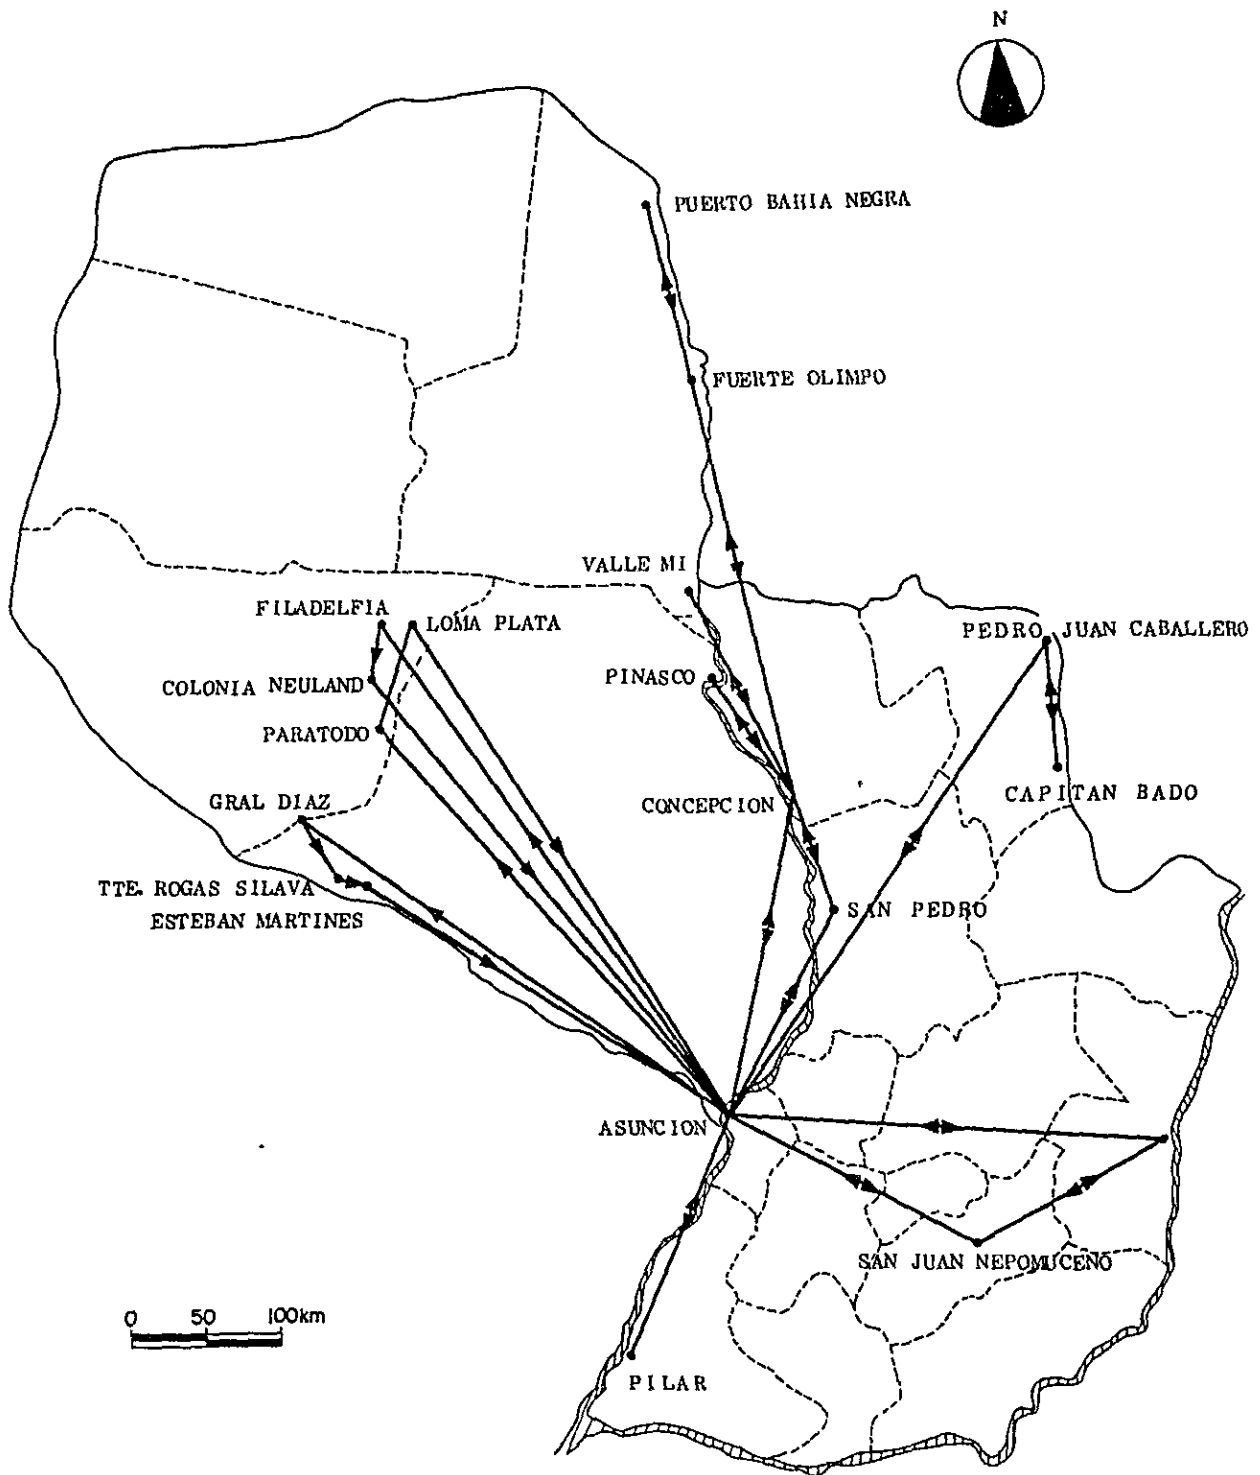 N
PUERTO BAHIA NEGRA
FUERTE OLIMPO
VALLE MI
FILADELFIA
LOMA PLATA
PEDRO JUAN CABALLERO
COLONIA NEULAND
PINASCO
PARATODO
GRAL DIAZ
CONCEPCION
CAPITAN BADO
TTE. ROGAS SILAVA
ESTEBAN MARTINES
SAN PEDRO
ASUNCION
SAN JUAN NEPOMUCENO
0 50 100km
PILAR